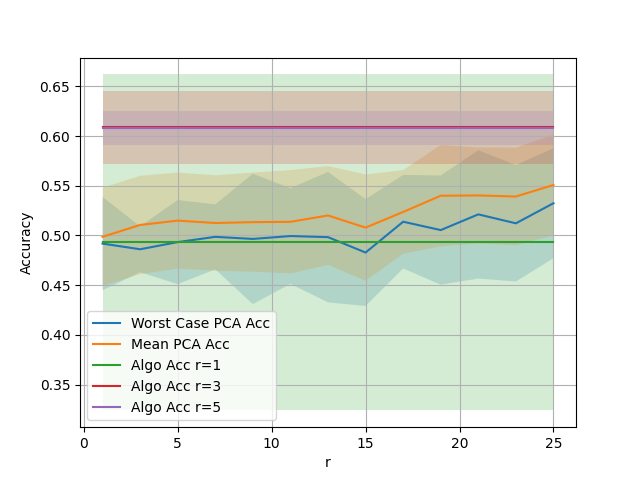 0.65
0.60
0.55
0.50
0.45
0.40
0.35
Accuracy
Worst Case PCA Acc
Mean PCA Acc
Algo Acc r=1
Algo Acc r=3
Algo Acc r=5
0 5 10 15 20 25
r